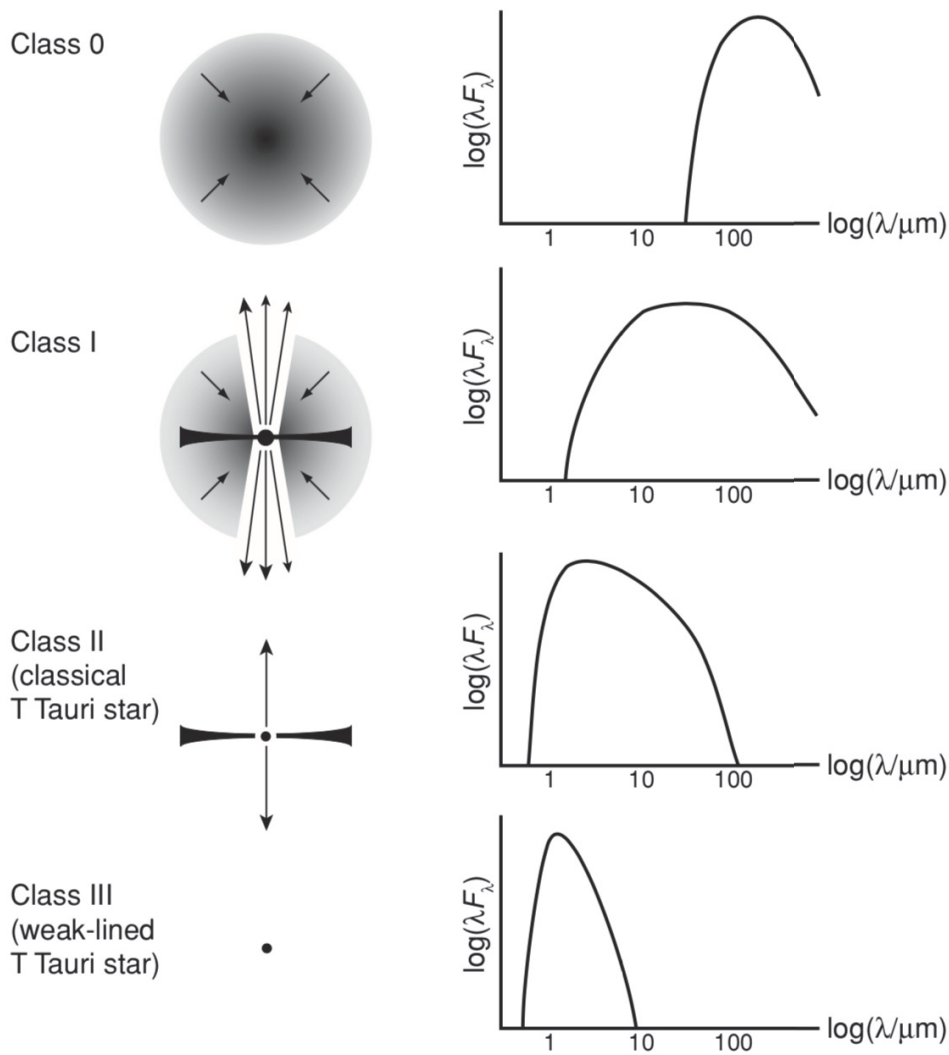 Class 0
log(λF_λ)
1 10 100
log(λ/μm)
Class I
log(λF_λ)
1 10 100
log(λ/μm)
Class II
(classical
T Tauri star)
log(λF_λ)
1 10 100
log(λ/μm)
Class III
(weak-lined
T Tauri star)
log(λF_λ)
1 10 100
log(λ/μm)